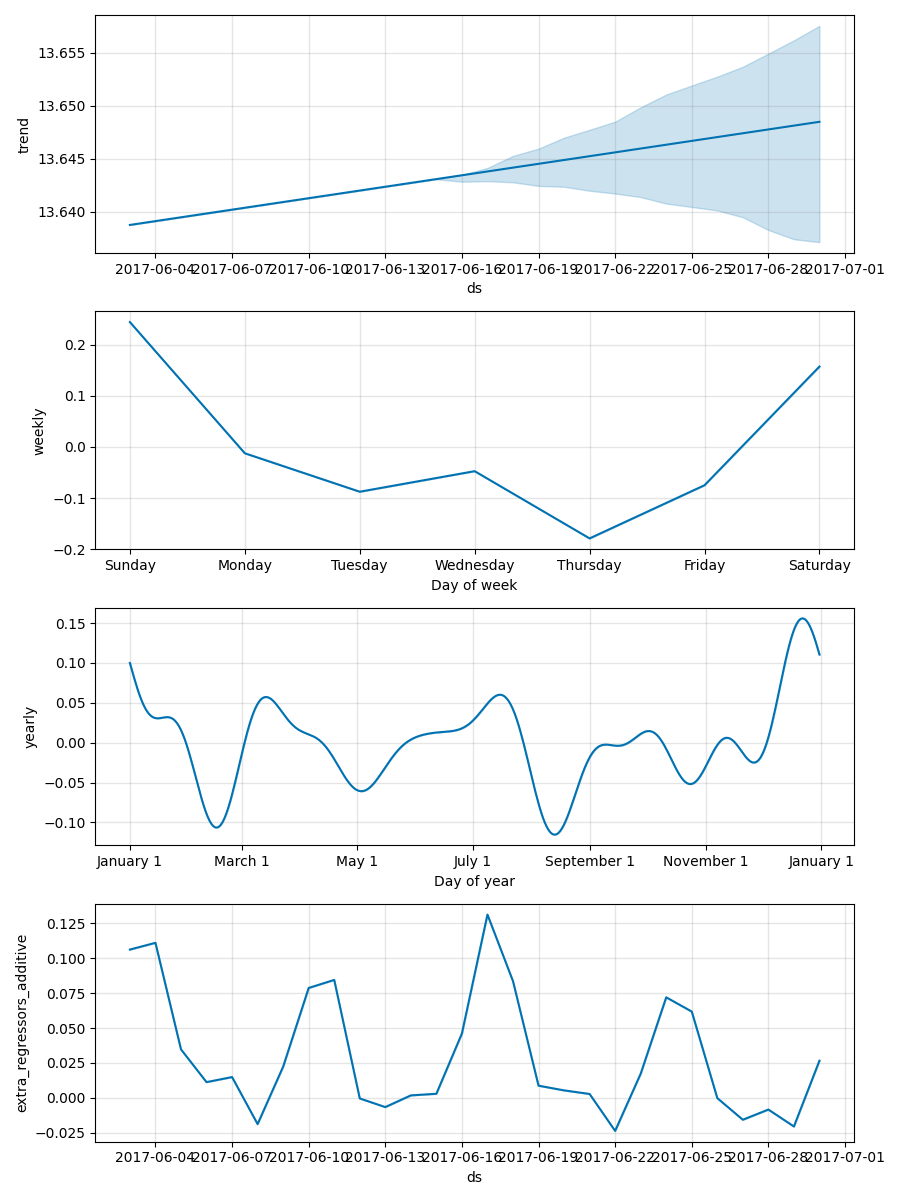 13.655
13.650
13.645
13.640
trend
2017-06-04 2017-06-07 2017-06-10 2017-06-13 2017-06-16 2017-06-19 2017-06-22 2017-06-25 2017-06-28 2017-07-01
ds
0.2
0.1
0.0
−0.1
−0.2
weekly
Sunday Monday Tuesday Wednesday Thursday Friday Saturday
Day of week
0.15
0.10
0.05
0.00
−0.05
−0.10
yearly
January 1 March 1 May 1 July 1 September 1 November 1 January 1
Day of year
0.125
0.100
0.075
0.050
0.025
0.000
−0.025
extra_regressors_additive
2017-06-04 2017-06-07 2017-06-10 2017-06-13 2017-06-16 2017-06-19 2017-06-22 2017-06-25 2017-06-28 2017-07-01
ds